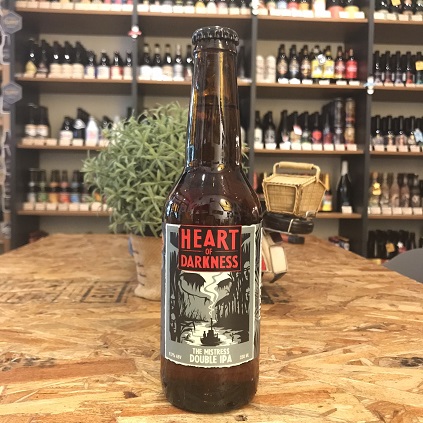 HEART
OF
DARKNESS
THE MISTRESS
DOUBLE IPA